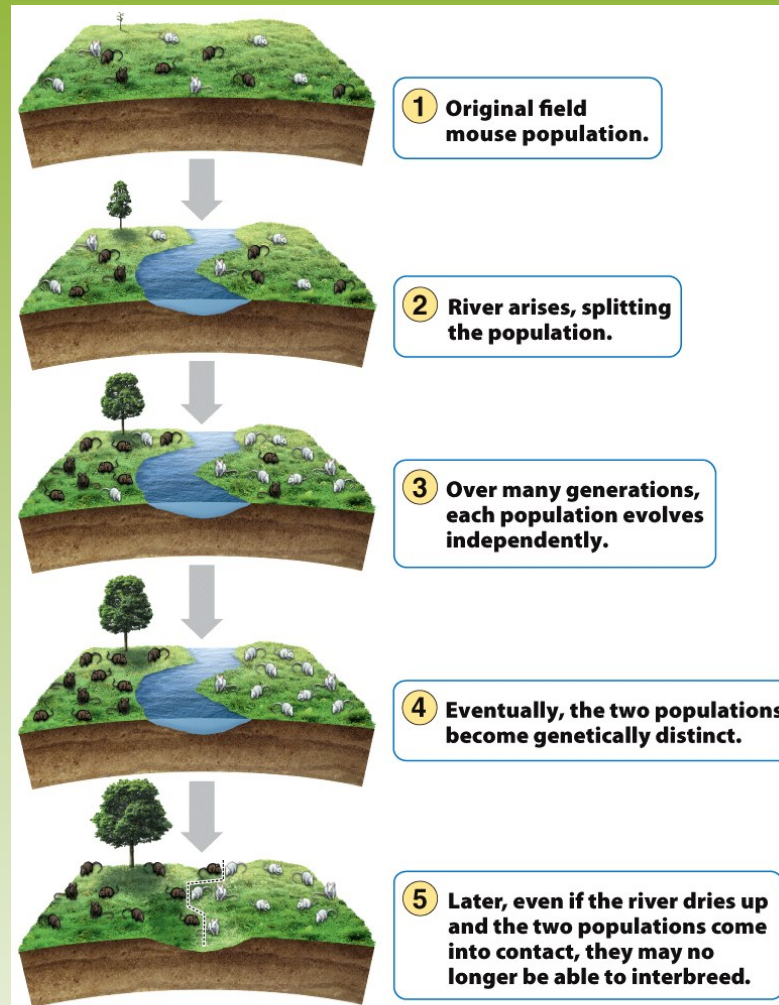 1 Original field
mouse population.
2 River arises, splitting
the population.
3 Over many generations,
each population evolves
independently.
4 Eventually, the two populations
become genetically distinct.
5 Later, even if the river dries up
and the two populations come
into contact, they may no
longer be able to interbreed.